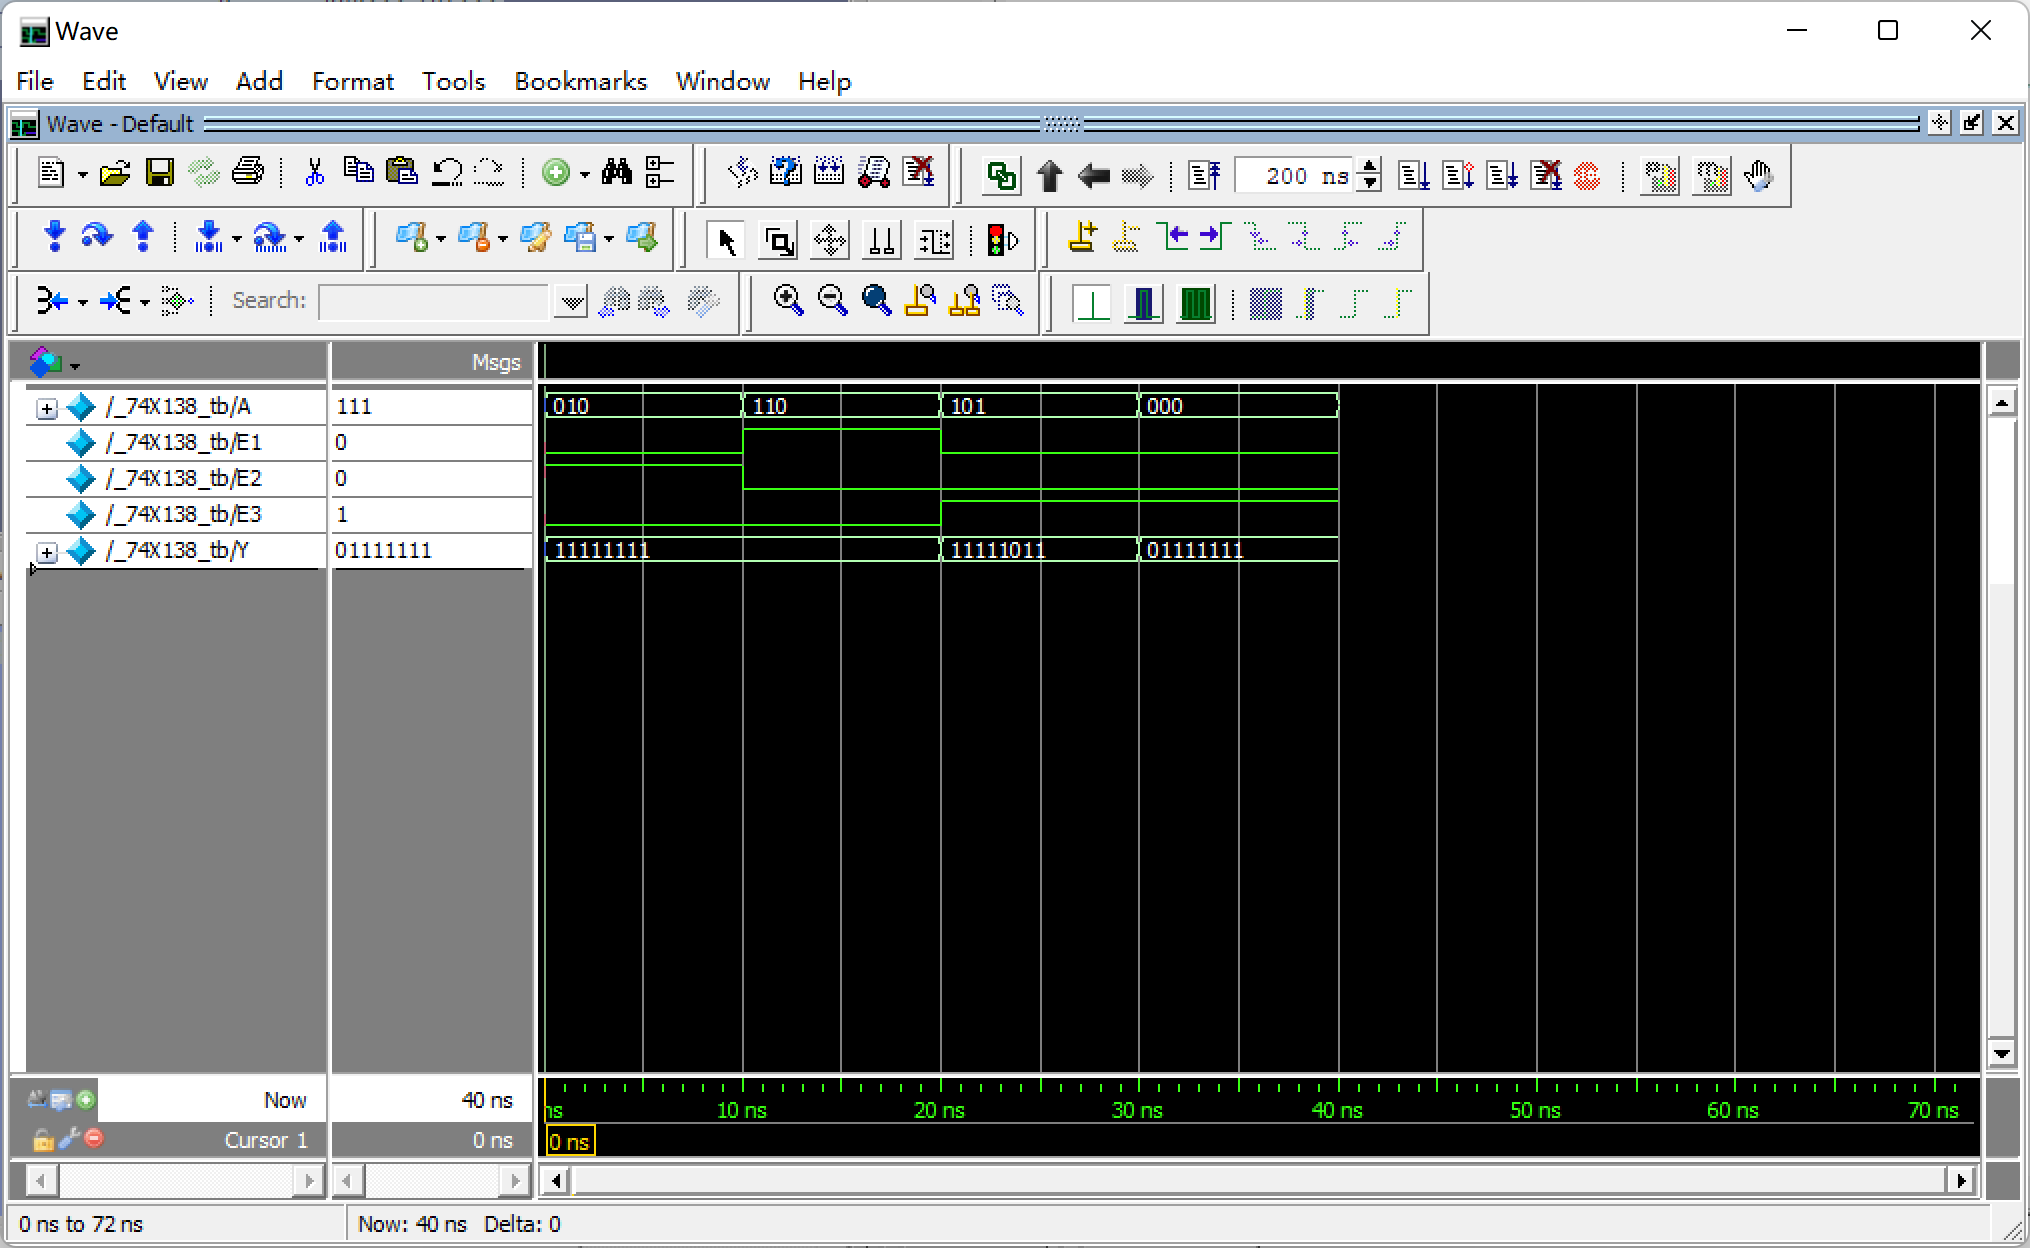 Wave
File Edit View Add Format Tools Bookmarks Window Help
Wave - Default
200 ns
Search:
Msgs
/_74X138_tb/A 111 010 110 101 000
/_74X138_tb/E1 0
/_74X138_tb/E2 0
/_74X138_tb/E3 1
/_74X138_tb/Y 01111111 11111111 11111011 01111111
Now 40 ns ns 10 ns 20 ns 30 ns 40 ns 50 ns 60 ns 70 ns
Cursor 1 0 ns 0 ns
0 ns to 72 ns Now: 40 ns Delta: 0